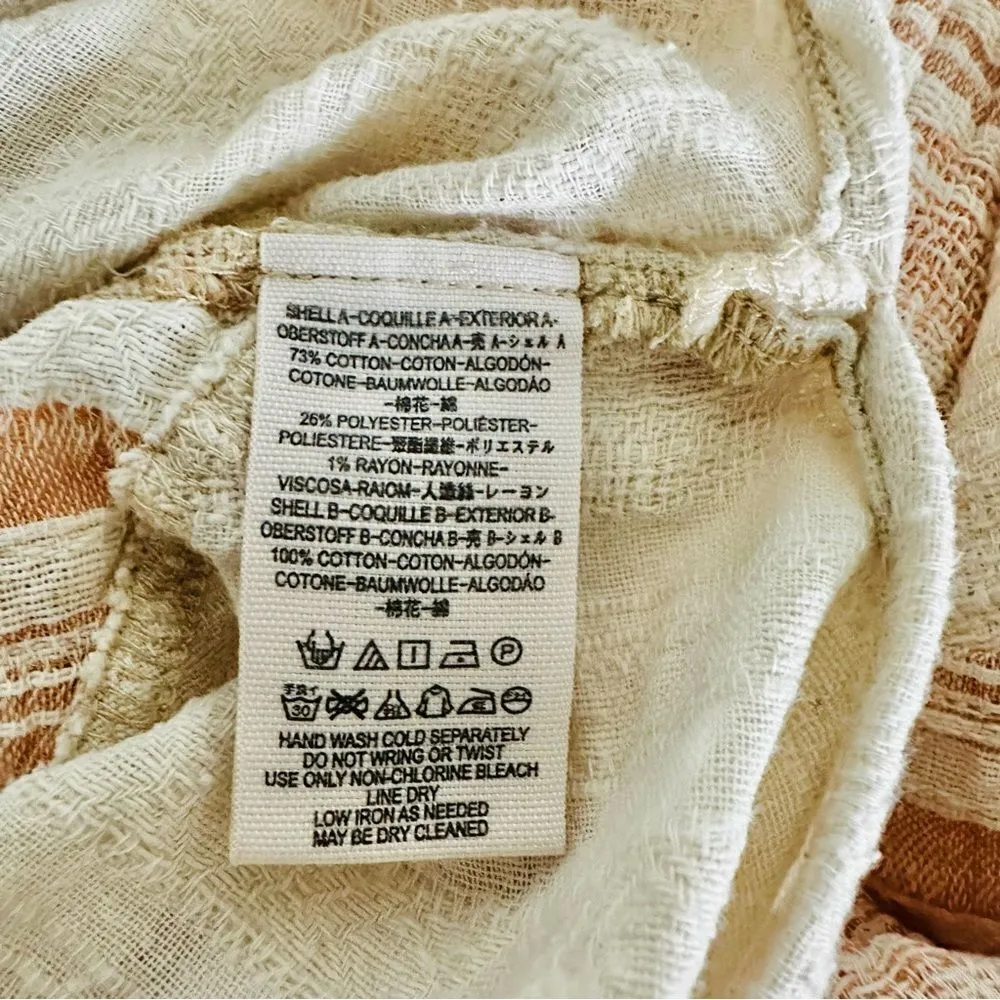 SHELL A-COQUILLE A-EXTERIOR A-
OBERSTOFF A-CONCHA A-売 A-シェル A
73% COTTON-COTON-ALGODÓN-
COTONE-BAUMWOLLE-ALGODÃO
-棉花-綿
26% POLYESTER-POLIÉSTER-
POLIESTERE-聚酯纖維-ポリエステル
1% RAYON-RAYONNE-
VISCOSA-RAIOM-人造絲-レーヨン
SHELL B-COQUILLE B-EXTERIOR B-
OBERSTOFF B-CONCHA B-売 B-シェル B
100% COTTON-COTON-ALGODÓN-
COTONE-BAUMWOLLE-ALGODÃO
-棉花-綿
P
手洗イ
30
HAND WASH COLD SEPARATELY
DO NOT WRING OR TWIST
USE ONLY NON-CHLORINE BLEACH
LINE DRY
LOW IRON AS NEEDED
MAY BE DRY CLEANED